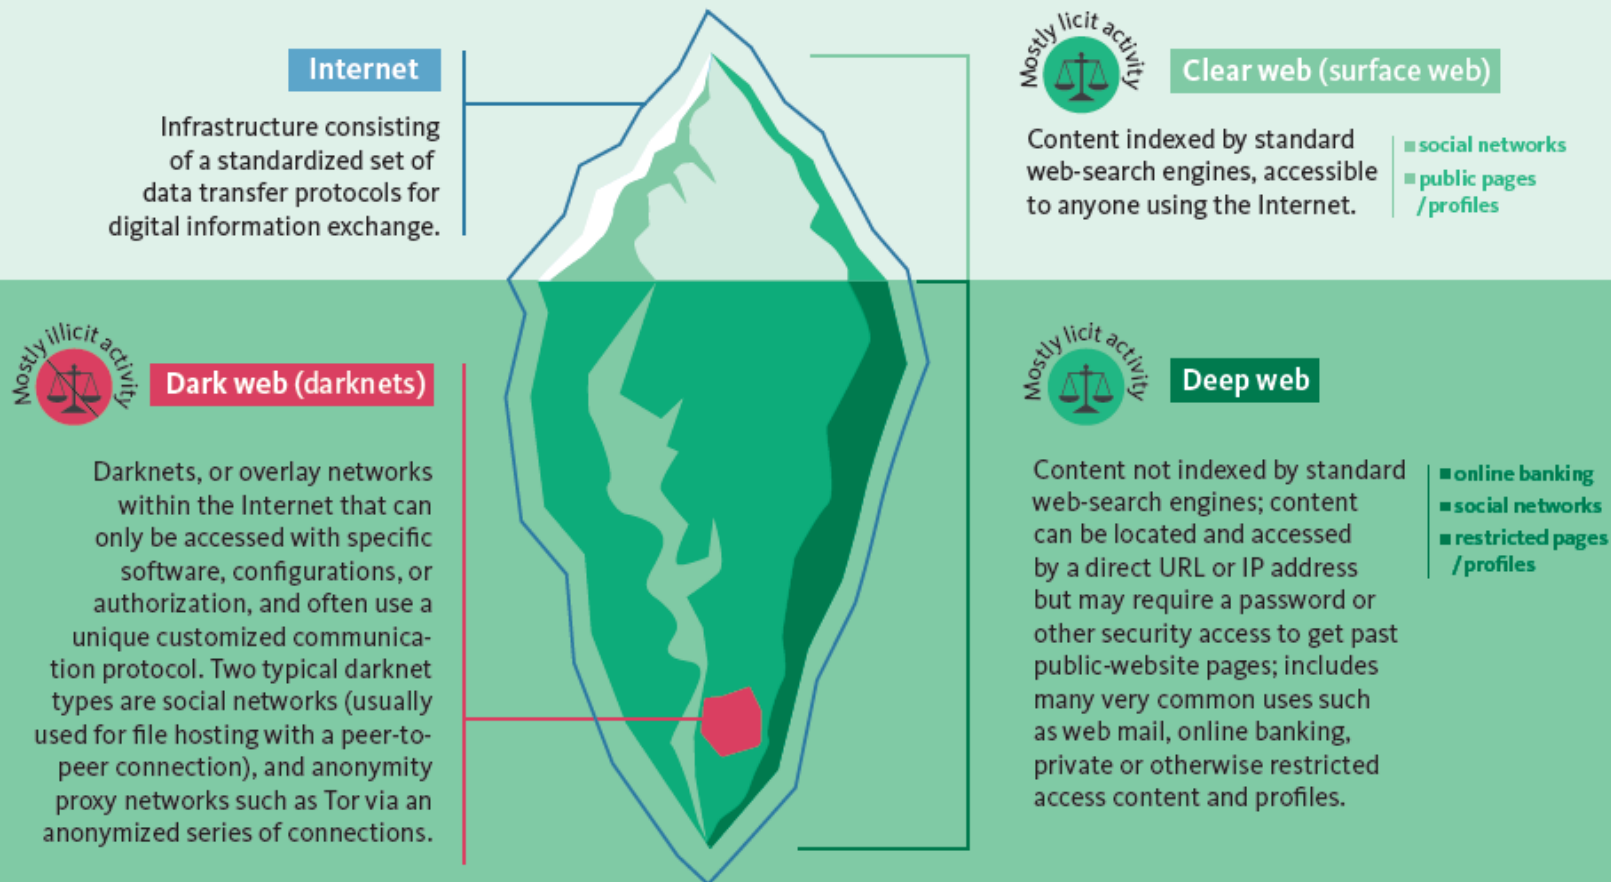 Internet
Infrastructure consisting
of a standardized set of
data transfer protocols for
digital information exchange.
Mostly licit activity
Clear web (surface web)
Content indexed by standard
web-search engines, accessible
to anyone using the Internet.
social networks
public pages
/profiles
Mostly illicit activity
Dark web (darknets)
Darknets, or overlay networks
within the Internet that can
only be accessed with specific
software, configurations, or
authorization, and often use a
unique customized communica-
tion protocol. Two typical darknet
types are social networks (usually
used for file hosting with a peer-to-
peer connection), and anonymity
proxy networks such as Tor via an
anonymized series of connections.
Mostly licit activity
Deep web
Content not indexed by standard
web-search engines; content
can be located and accessed
by a direct URL or IP address
but may require a password or
other security access to get past
public-website pages; includes
many very common uses such
as web mail, online banking,
private or otherwise restricted
access content and profiles.
online banking
social networks
restricted pages
/profiles